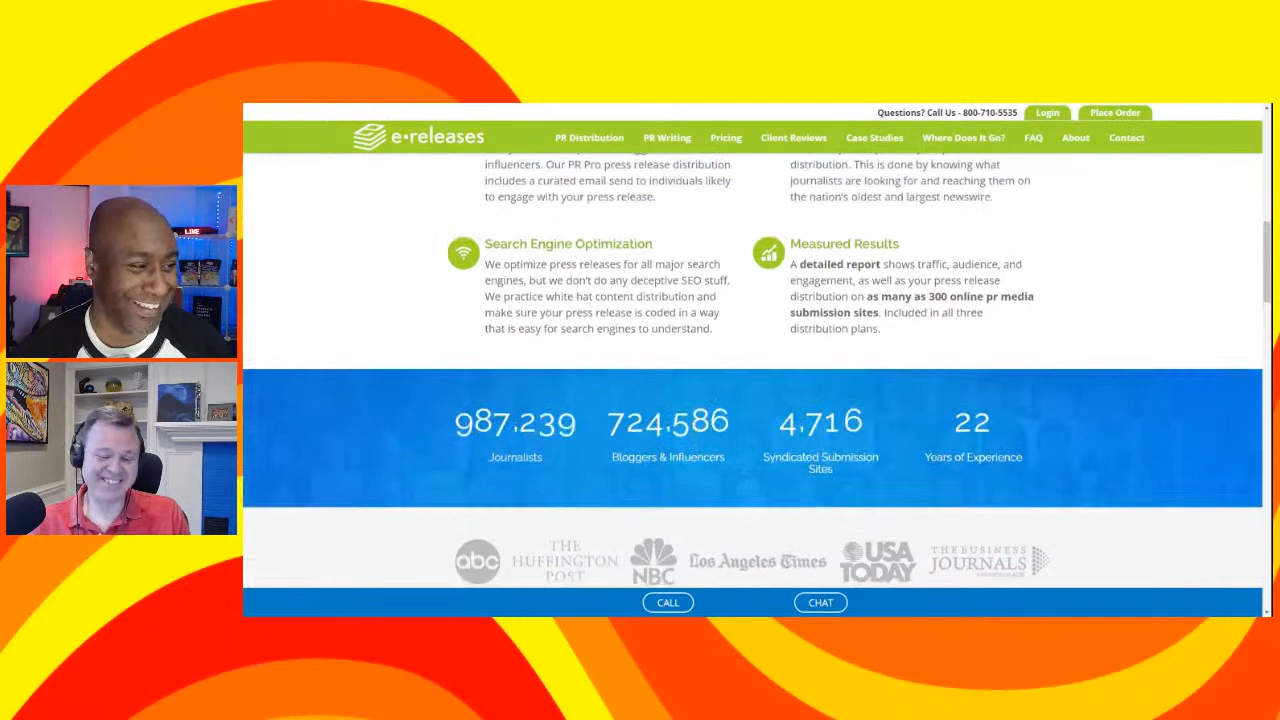 Questions? Call Us - 800-710-5535
Login
Place Order
e•releases
PR Distribution
PR Writing
Pricing
Client Reviews
Case Studies
Where Does It Go?
FAQ
About
Contact
influencers. Our PR Pro press release distribution
includes a curated email send to individuals likely
to engage with your press release.
distribution. This is done by knowing what
journalists are looking for and reaching them on
the nation's oldest and largest newswire.
Search Engine Optimization
We optimize press releases for all major search
engines, but we don't do any deceptive SEO stuff.
We practice white hat content distribution and
make sure your press release is coded in a way
that is easy for search engines to understand.
Measured Results
A detailed report shows traffic, audience, and
engagement, as well as your press release
distribution on as many as 300 online pr media
submission sites. Included in all three
distribution plans.
987,239
Journalists
724,586
Bloggers & Influencers
4,716
Syndicated Submission
Sites
22
Years of Experience
abc
THE
HUFFINGTON
POST
NBC
Los Angeles Times
USA
TODAY
THE BUSINESS
JOURNALS
CALL
CHAT
LIKE